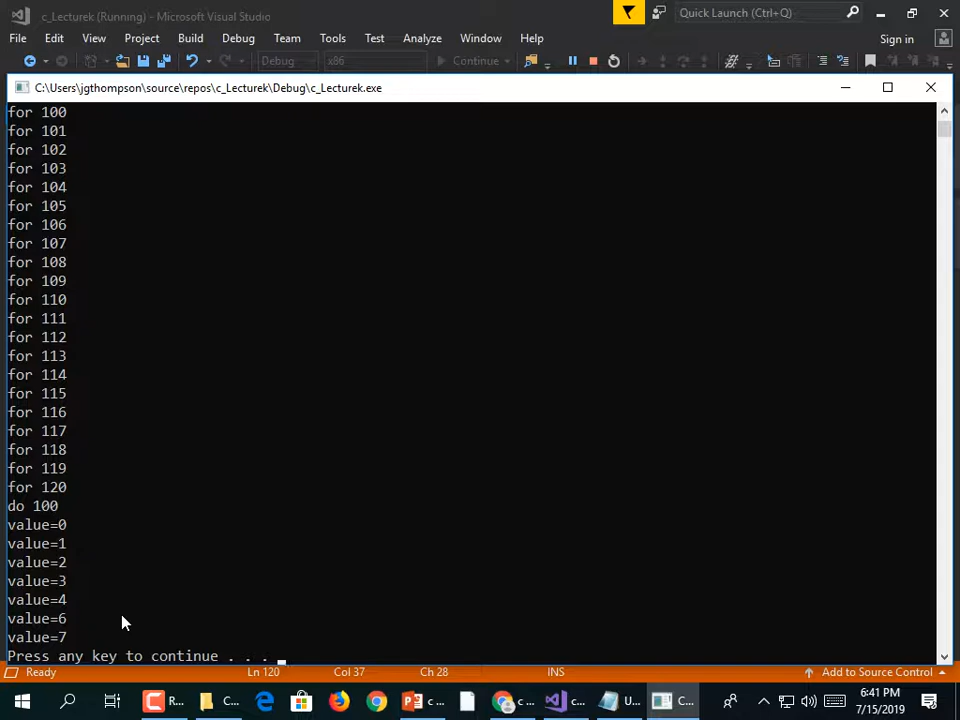 c_Lecturek (Running) - Microsoft Visual Studio
Quick Launch (Ctrl+Q)
File Edit View Project Build Debug Team Tools Test Analyze Window Help
Sign in
Debug x86 Continue
C:\Users\jgthompson\source\repos\c_Lecturek\Debug\c_Lecturek.exe
for 100
for 101
for 102
for 103
for 104
for 105
for 106
for 107
for 108
for 109
for 110
for 111
for 112
for 113
for 114
for 115
for 116
for 117
for 118
for 119
for 120
do 100
value=0
value=1
value=2
value=3
value=4
value=6
value=7
Press any key to continue . . .
Ready Ln 120 Col 37 Ch 28 INS Add to Source Control
R... C... c ... c ... c... U... C...
6:41 PM
7/15/2019